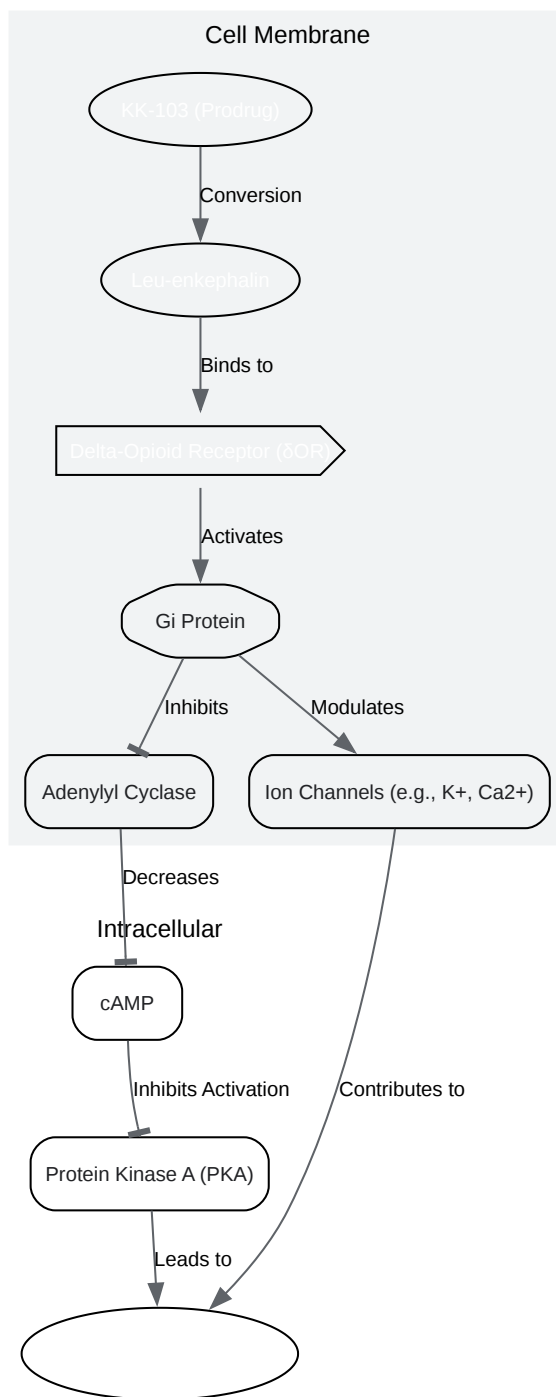 Cell Membrane
KK-103 (Prodrug)
Conversion
Leu-enkephalin
Binds to
Delta-Opioid Receptor (δOR)
Activates
Gi Protein
Inhibits
Modulates
Adenylyl Cyclase
Ion Channels (e.g., K+, Ca2+)
Decreases
Intracellular
cAMP
Inhibits Activation
Contributes to
Protein Kinase A (PKA)
Leads to